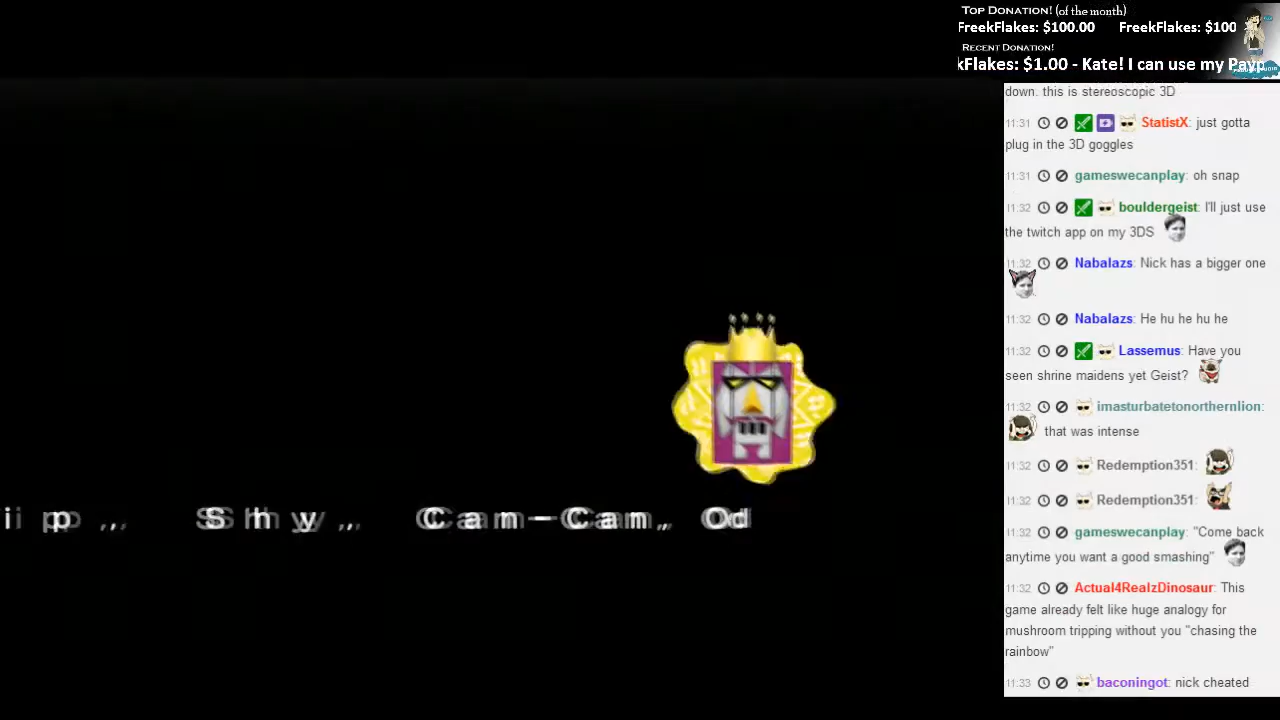 TOP DONATION! (of the month)
FreekFlakes: $100.00 FreekFlakes: $100
RECENT DONATION!
kFlakes: $1.00 - Kate! I can use my Payp
down. this is stereoscopic 3D
11:31 StatistX: just gotta
plug in the 3D goggles
11:31 gameswecanplay: oh snap
11:32 bouldergeist: I'll just use
the twitch app on my 3DS
11:32 Nabalazs: Nick has a bigger one
11:32 Nabalazs: He hu he hu he
11:32 Lassemus: Have you
seen shrine maidens yet Geist?
11:32 imasturbatetonorthernlion:
that was intense
11:32 Redemption351:
11:32 Redemption351:
11:32 gameswecanplay: "Come back
anytime you want a good smashing"
11:32 Actual4RealzDinosaur: This
game already felt like huge analogy for
mushroom tripping without you "chasing the
rainbow"
11:33 baconingot: nick cheated
ip, Shy, Cam-Cam, Od